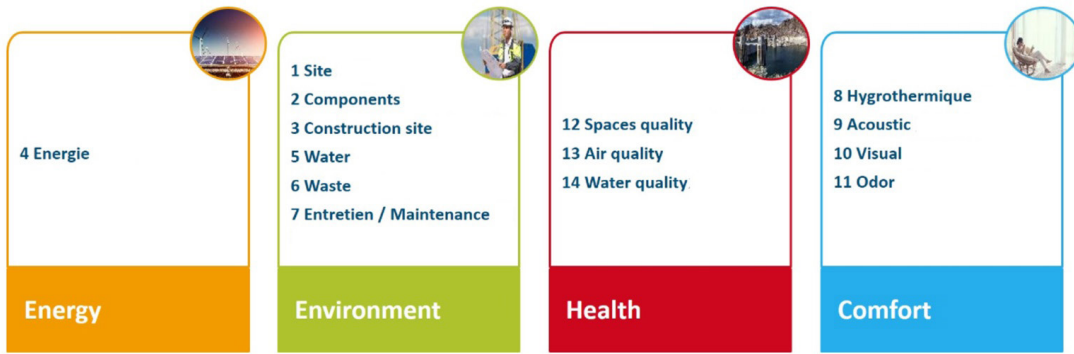 4 Energie
Energy
1 Site
2 Components
3 Construction site
5 Water
6 Waste
7 Entretien / Maintenance
Environment
12 Spaces quality
13 Air quality
14 Water quality
Health
8 Hygrothermique
9 Acoustic
10 Visual
11 Odor
Comfort